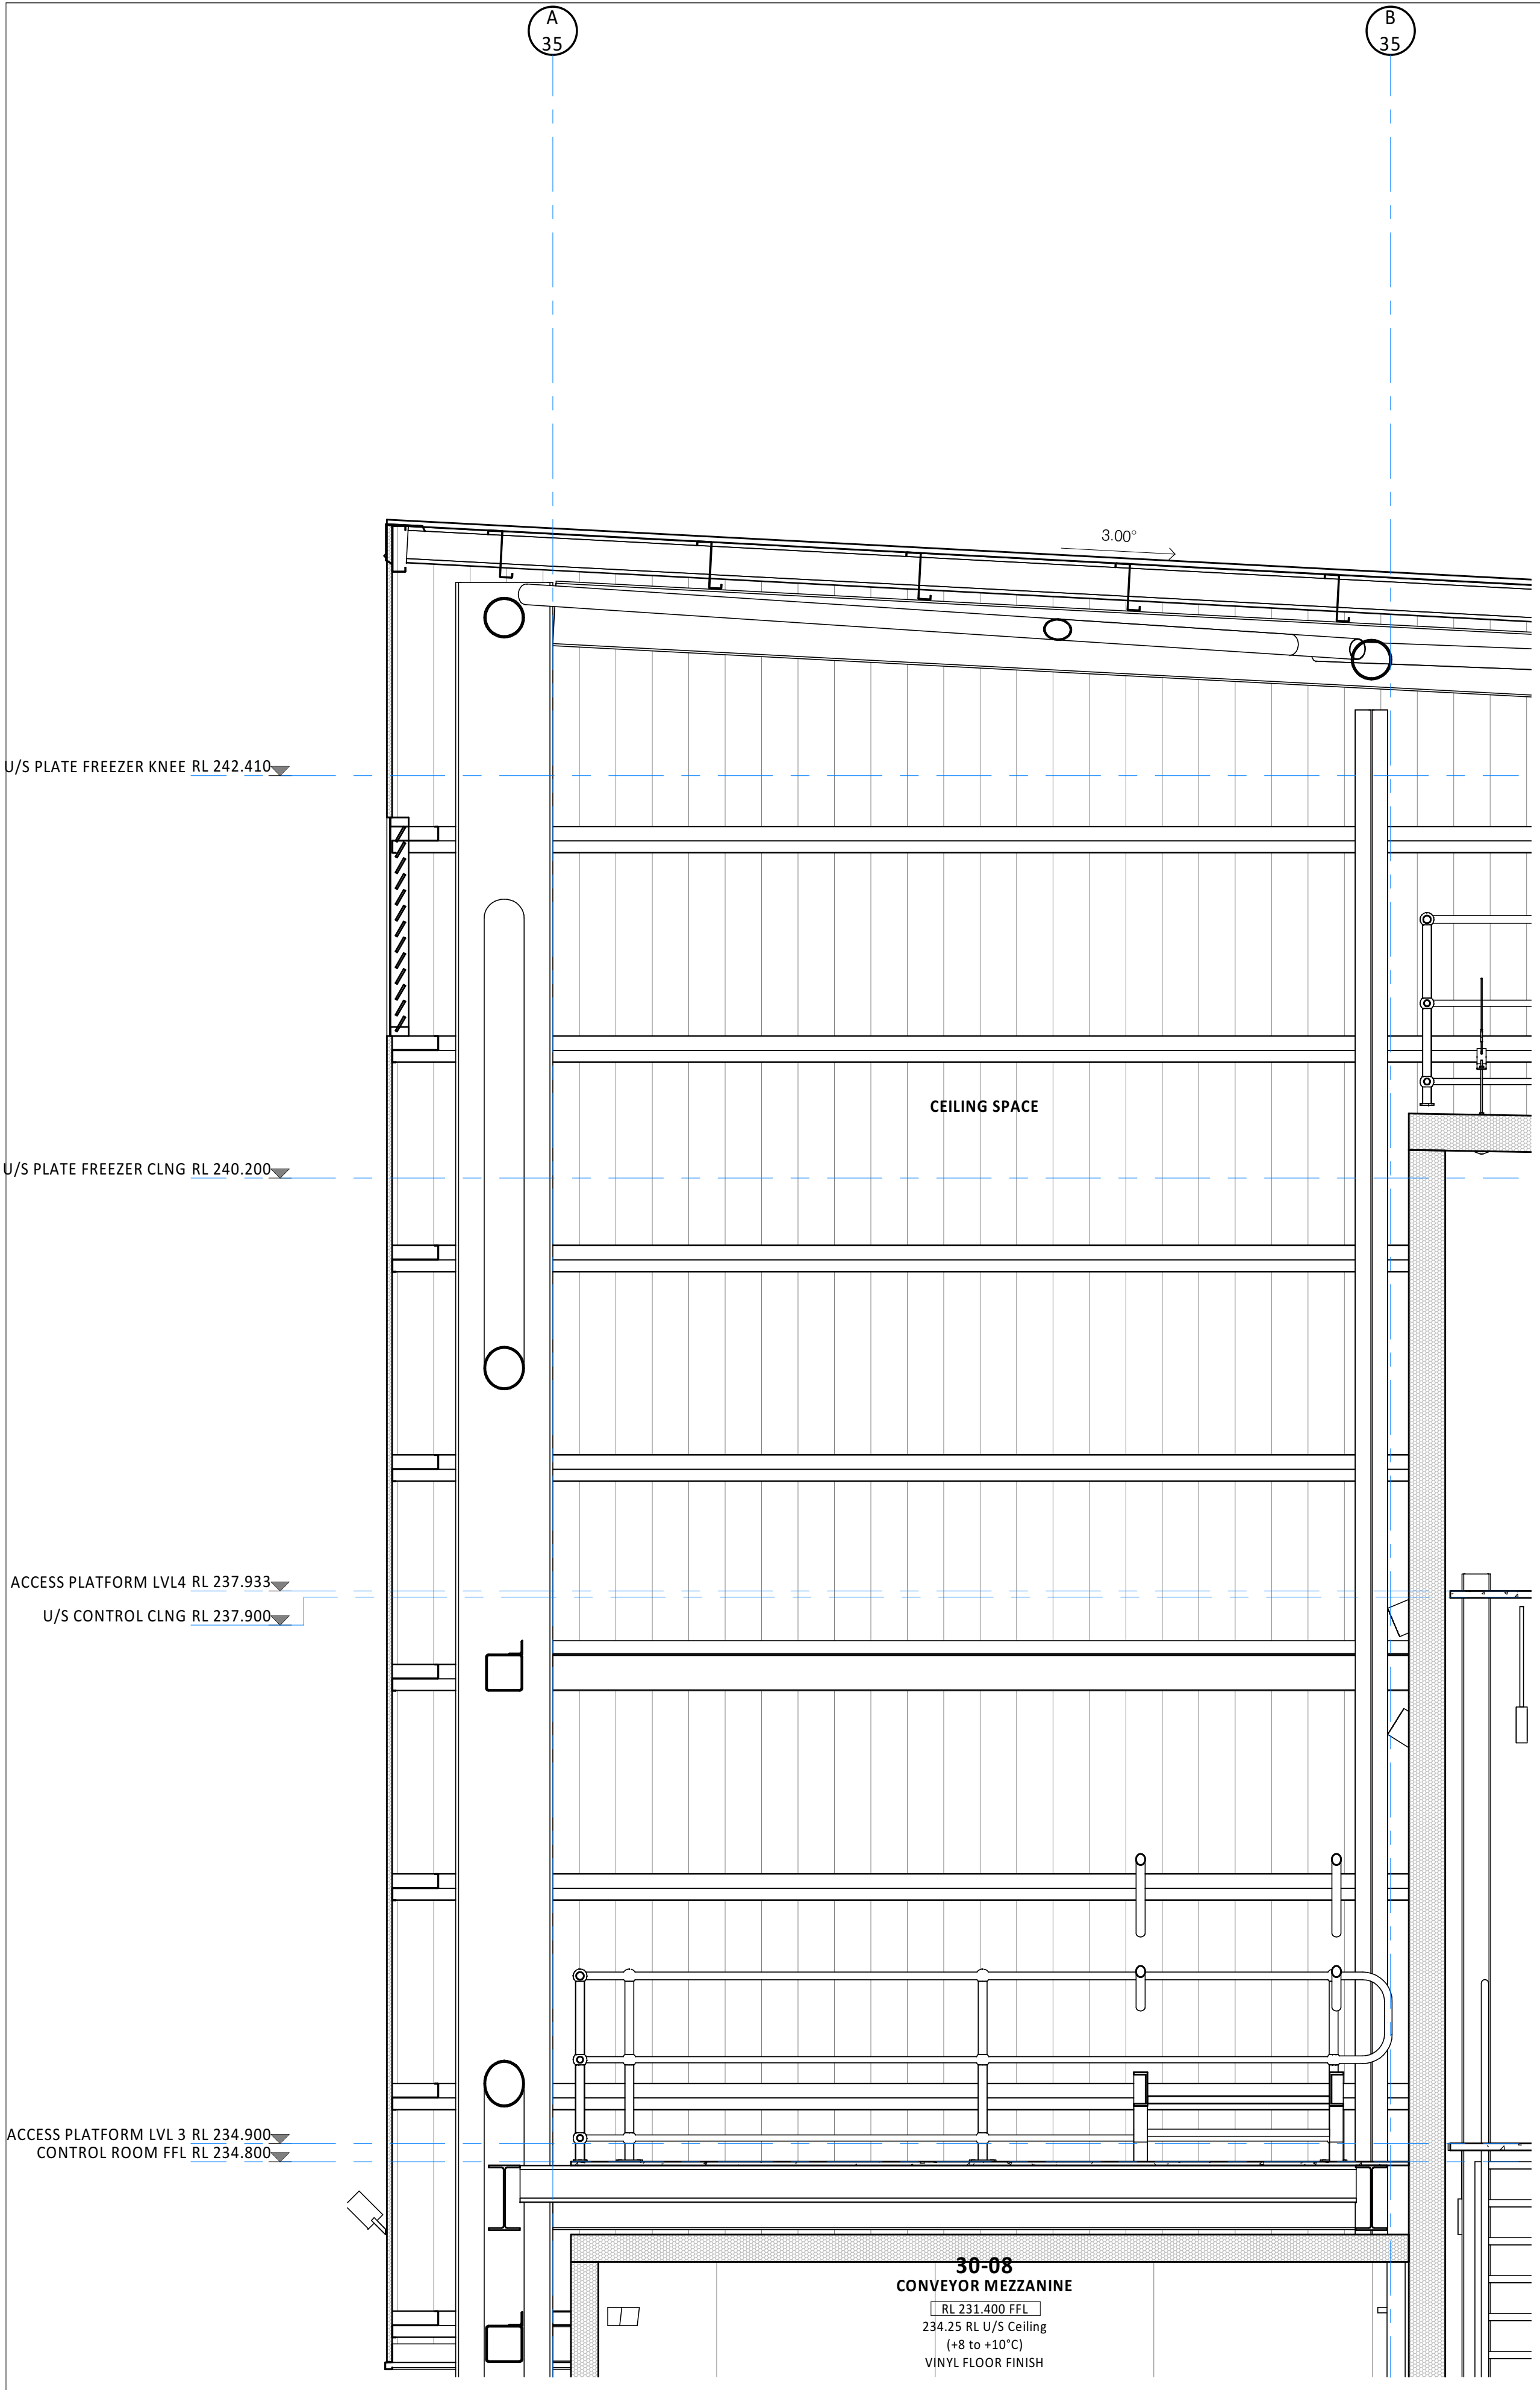 A
35
B
35
3.00°
U/S PLATE FREEZER KNEE RL 242.410
CEILING SPACE
U/S PLATE FREEZER CLNG RL 240.200
ACCESS PLATFORM LVL4 RL 237.933
U/S CONTROL CLNG RL 237.900
ACCESS PLATFORM LVL 3 RL 234.900
CONTROL ROOM FFL RL 234.800
30-08
CONVEYOR MEZZANINE
RL 231.400 FFL
234.25 RL U/S Ceiling
(+8 to +10°C)
VINYL FLOOR FINISH